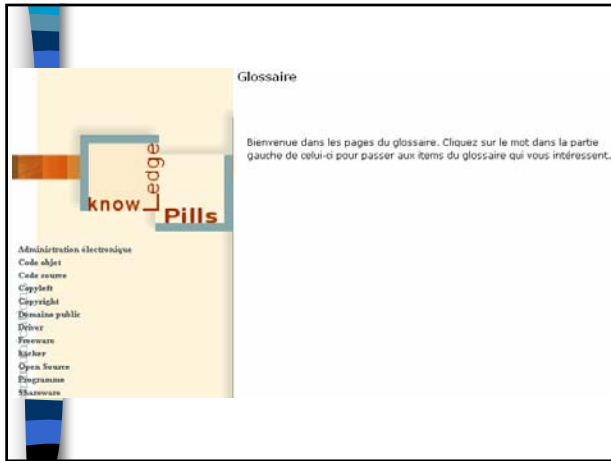 Glossaire
Bienvenue dans les pages du glossaire. Cliquez sur le mot dans la partie
gauche de celui-ci pour passer aux items du glossaire qui vous intéressent.
know
Ledge
Pills
Administration électronique
Code objet
Code source
Copyleft
Copyright
Domaine public
Driver
Freeware
Hacker
Open Source
Programme
Shareware